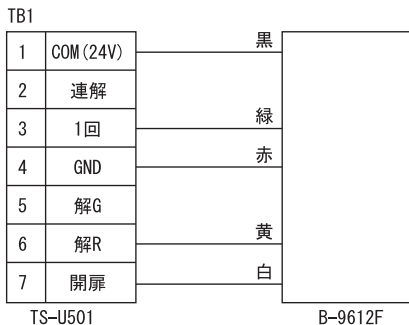 TB1
1 COM(24V) 黒
2 連解
3 1回 緑
4 GND 赤
5 解G
6 解R 黄
7 開扉 白
TS-U501 B-9612F